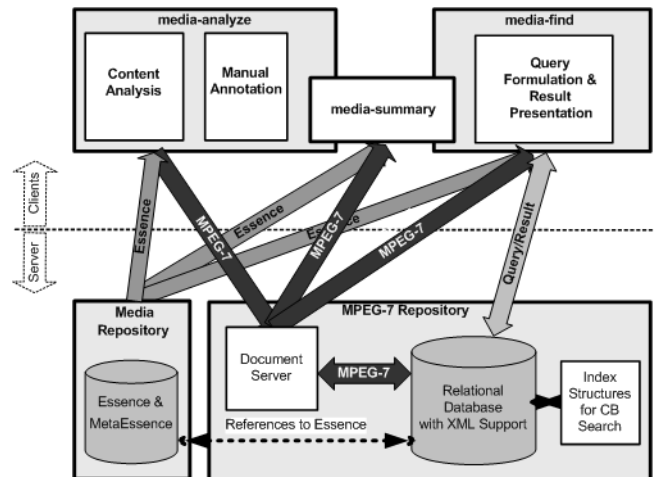 media-analyze
media-find
Content
Analysis
Manual
Annotation
media-summary
Query
Formulation &
Result
Presentation
Clients
Server
Essence
MPEG-7
Essence
MPEG-7
Essence
MPEG-7
Query/Result
Media
Repository
MPEG-7 Repository
Document
Server
MPEG-7
Essence &
MetaEssence
References to Essence
Relational
Database
with XML Support
Index
Structures
for CB
Search